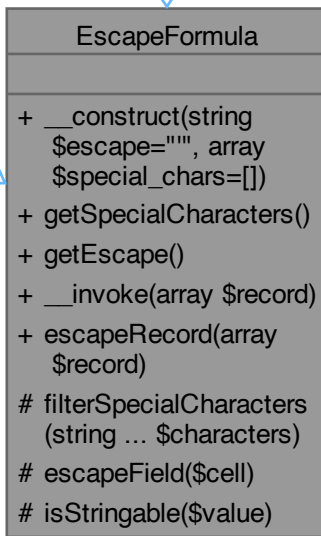 EscapeFormula
+ __construct(string
$escape="'", array
$special_chars=[])
+ getSpecialCharacters()
+ getEscape()
+ __invoke(array $record)
+ escapeRecord(array
$record)
# filterSpecialCharacters
(string ... $characters)
# escapeField($cell)
# isStringable($value)